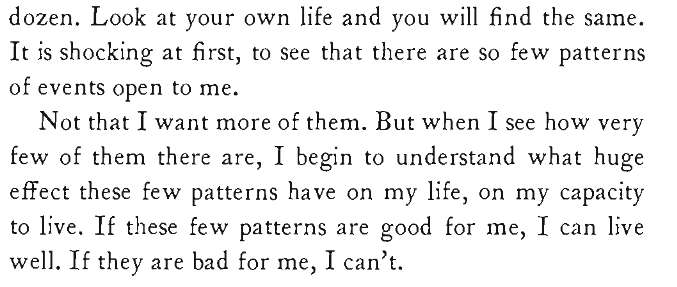 dozen. Look at your own life and you will find the same.
It is shocking at first, to see that there are so few patterns
of events open to me.
Not that I want more of them. But when I see how very
few of them there are, I begin to understand what huge
effect these few patterns have on my life, on my capacity
to live. If these few patterns are good for me, I can live
well. If they are bad for me, I can't.